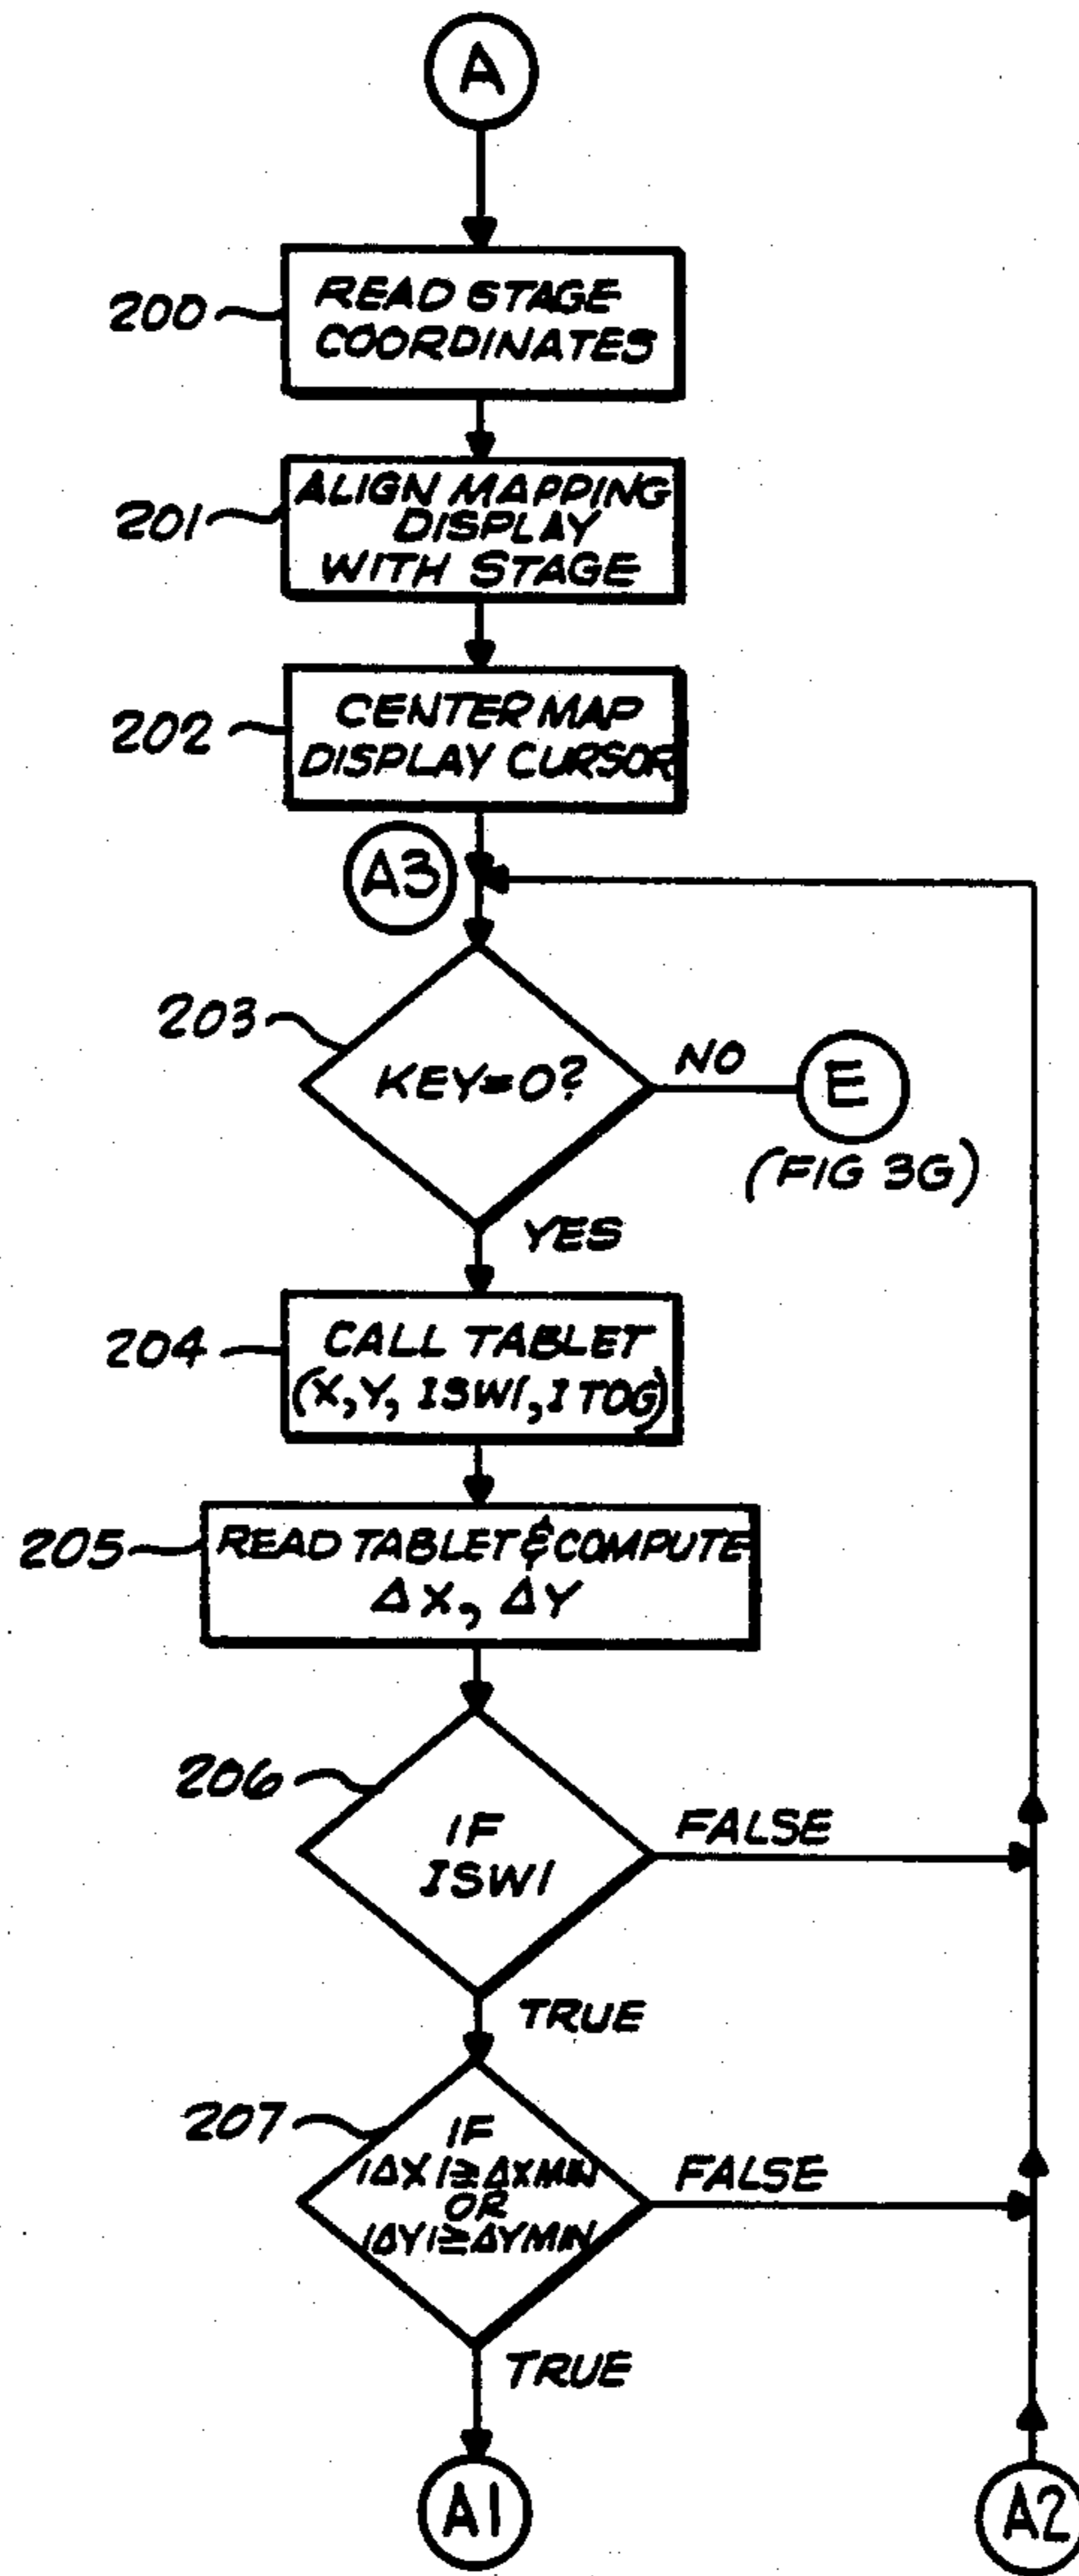 A
200
READ STAGE
COORDINATES
201
ALIGN MAPPING
DISPLAY
WITH STAGE
202
CENTER MAP
DISPLAY CURSOR
A3
203
KEY=0?
NO
E
(FIG 3G)
YES
204
CALL TABLET
(X,Y, ISW1,ITOG)
205
READ TABLET & COMPUTE
ΔX, ΔY
206
IF
ISW1
FALSE
TRUE
207
IF
|ΔX|≥ΔXMIN
OR
|ΔY|≥ΔYMIN
FALSE
TRUE
A1
A2